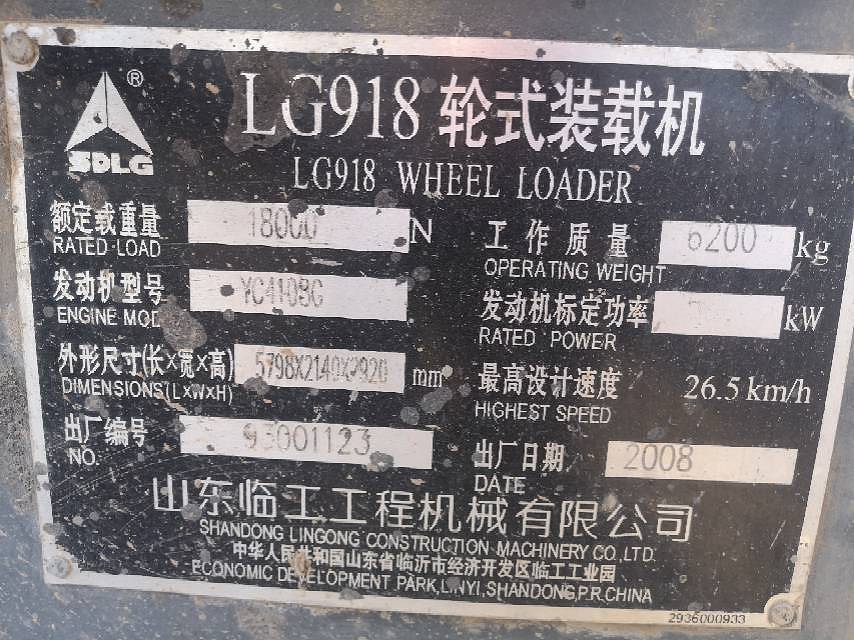 ®
SDLG
LG918 轮式装载机
LG918 WHEEL LOADER
额定载重量 18000 N
RATED LOAD
工作质量 6200 kg
OPERATING WEIGHT
发动机型号
ENGINE MOD
发动机标定功率 kW
RATED POWER
外形尺寸(长×宽×高) 5798X2140X2920 mm
DIMENSIONS(L×W×H)
最高设计速度 26.5 km/h
HIGHEST SPEED
出厂编号 93001123
NO.
出厂日期 2008
DATE
山东临工工程机械有限公司
SHANDONG LINGONG CONSTRUCTION MACHINERY CO.,LTD.
中华人民共和国山东省临沂市经济开发区临工工业园
ECONOMIC DEVELOPMENT PARK,LINYI,SHANDONG,P.R.CHINA
2936000933